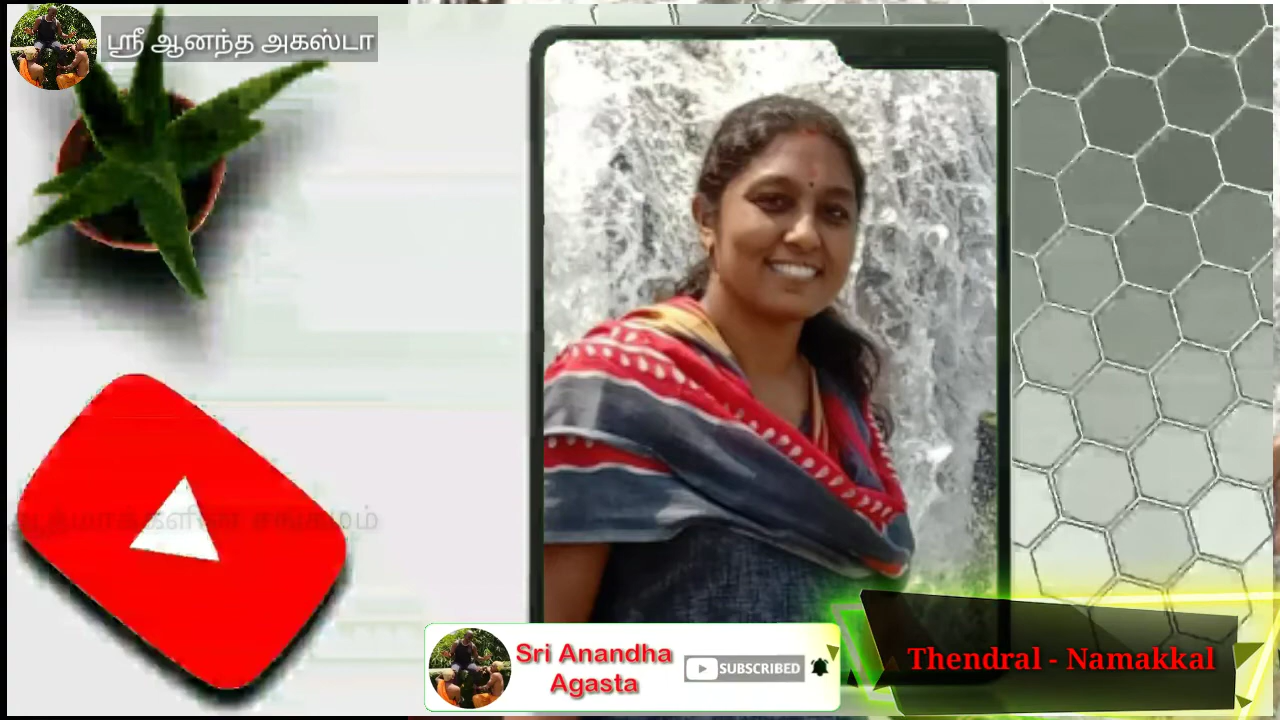 ஸ்ரீ ஆனந்த அகஸ்டா
Sri Anandha
Agasta
SUBSCRIBED
Thendral - Namakkal